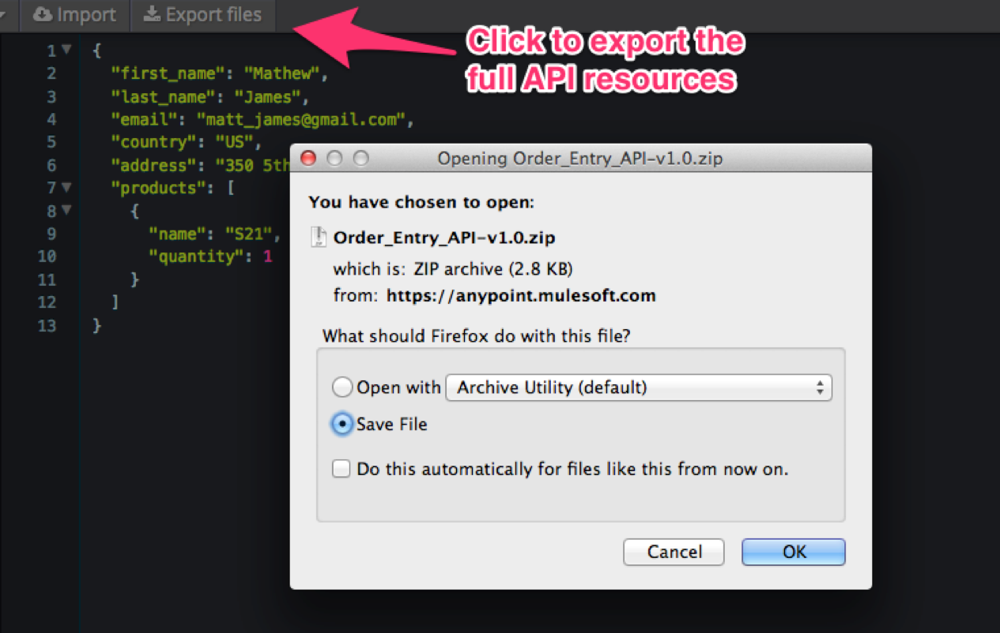 Import Export files
Click to export the
full API resources
1 {
2 "first_name": "Mathew",
3 "last_name": "James",
4 "email": "matt_james@gmail.com",
5 "country": "US",
6 "address": "350 5th
7 "products": [
8 {
9 "name": "S21",
10 "quantity": 1
11 }
12 ]
13 }
Opening Order_Entry_API-v1.0.zip
You have chosen to open:
Order_Entry_API-v1.0.zip
which is: ZIP archive (2.8 KB)
from: https://anypoint.mulesoft.com
What should Firefox do with this file?
Open with Archive Utility (default)
Save File
Do this automatically for files like this from now on.
Cancel OK